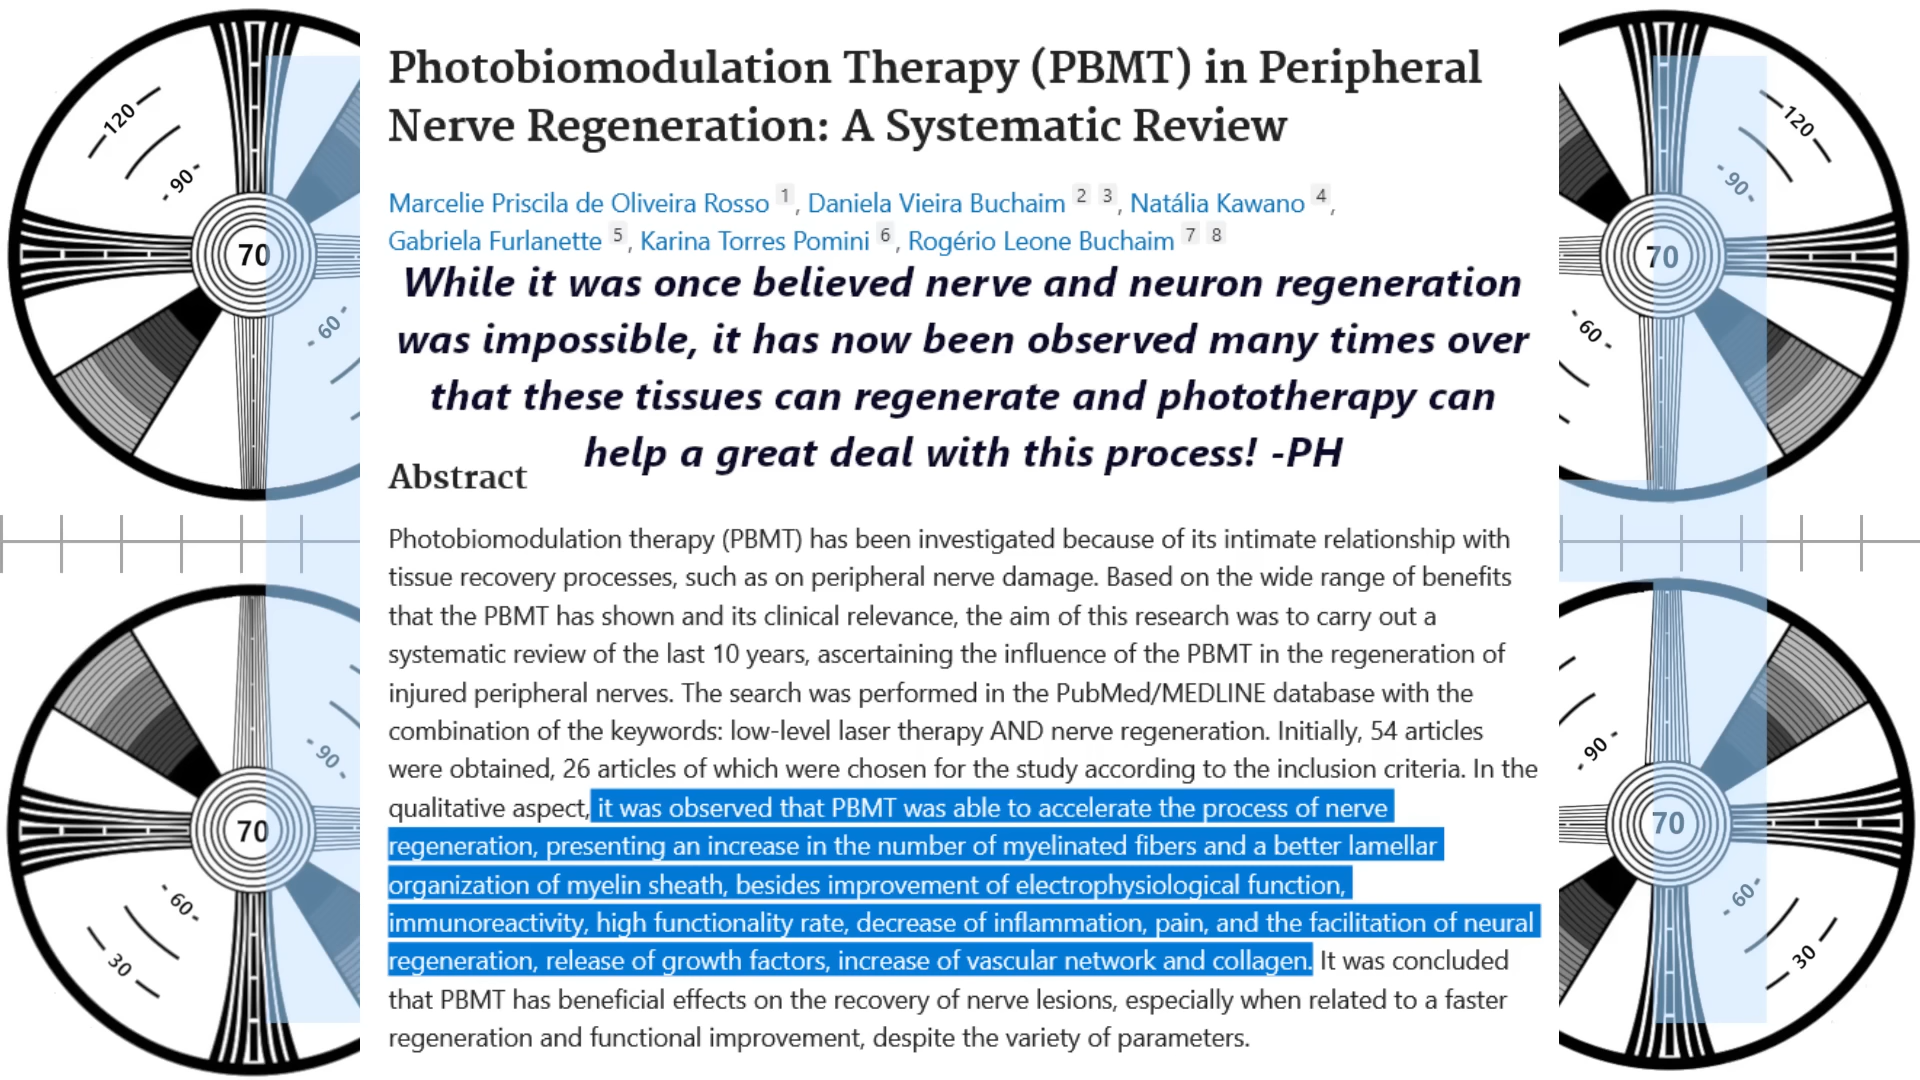 Photobiomodulation Therapy (PBMT) in Peripheral
Nerve Regeneration: A Systematic Review
Marcelie Priscila de Oliveira Rosso 1, Daniela Vieira Buchaim 2 3, Natália Kawano 4,
Gabriela Furlanette 5, Karina Torres Pomini 6, Rogério Leone Buchaim 7 8
While it was once believed nerve and neuron regeneration
was impossible, it has now been observed many times over
that these tissues can regenerate and phototherapy can
help a great deal with this process! -PH
Abstract
Photobiomodulation therapy (PBMT) has been investigated because of its intimate relationship with
tissue recovery processes, such as on peripheral nerve damage. Based on the wide range of benefits
that the PBMT has shown and its clinical relevance, the aim of this research was to carry out a
systematic review of the last 10 years, ascertaining the influence of the PBMT in the regeneration of
injured peripheral nerves. The search was performed in the PubMed/MEDLINE database with the
combination of the keywords: low-level laser therapy AND nerve regeneration. Initially, 54 articles
were obtained, 26 articles of which were chosen for the study according to the inclusion criteria. In the
qualitative aspect, it was observed that PBMT was able to accelerate the process of nerve
regeneration, presenting an increase in the number of myelinated fibers and a better lamellar
organization of myelin sheath, besides improvement of electrophysiological function,
immunoreactivity, high functionality rate, decrease of inflammation, pain, and the facilitation of neural
regeneration, release of growth factors, increase of vascular network and collagen. It was concluded
that PBMT has beneficial effects on the recovery of nerve lesions, especially when related to a faster
regeneration and functional improvement, despite the variety of parameters.
120
- 90 -
70
- 60 -
120
- 90 -
70
- 60 -
- 90 -
70
- 60 -
30
- 90 -
70
- 60 -
30